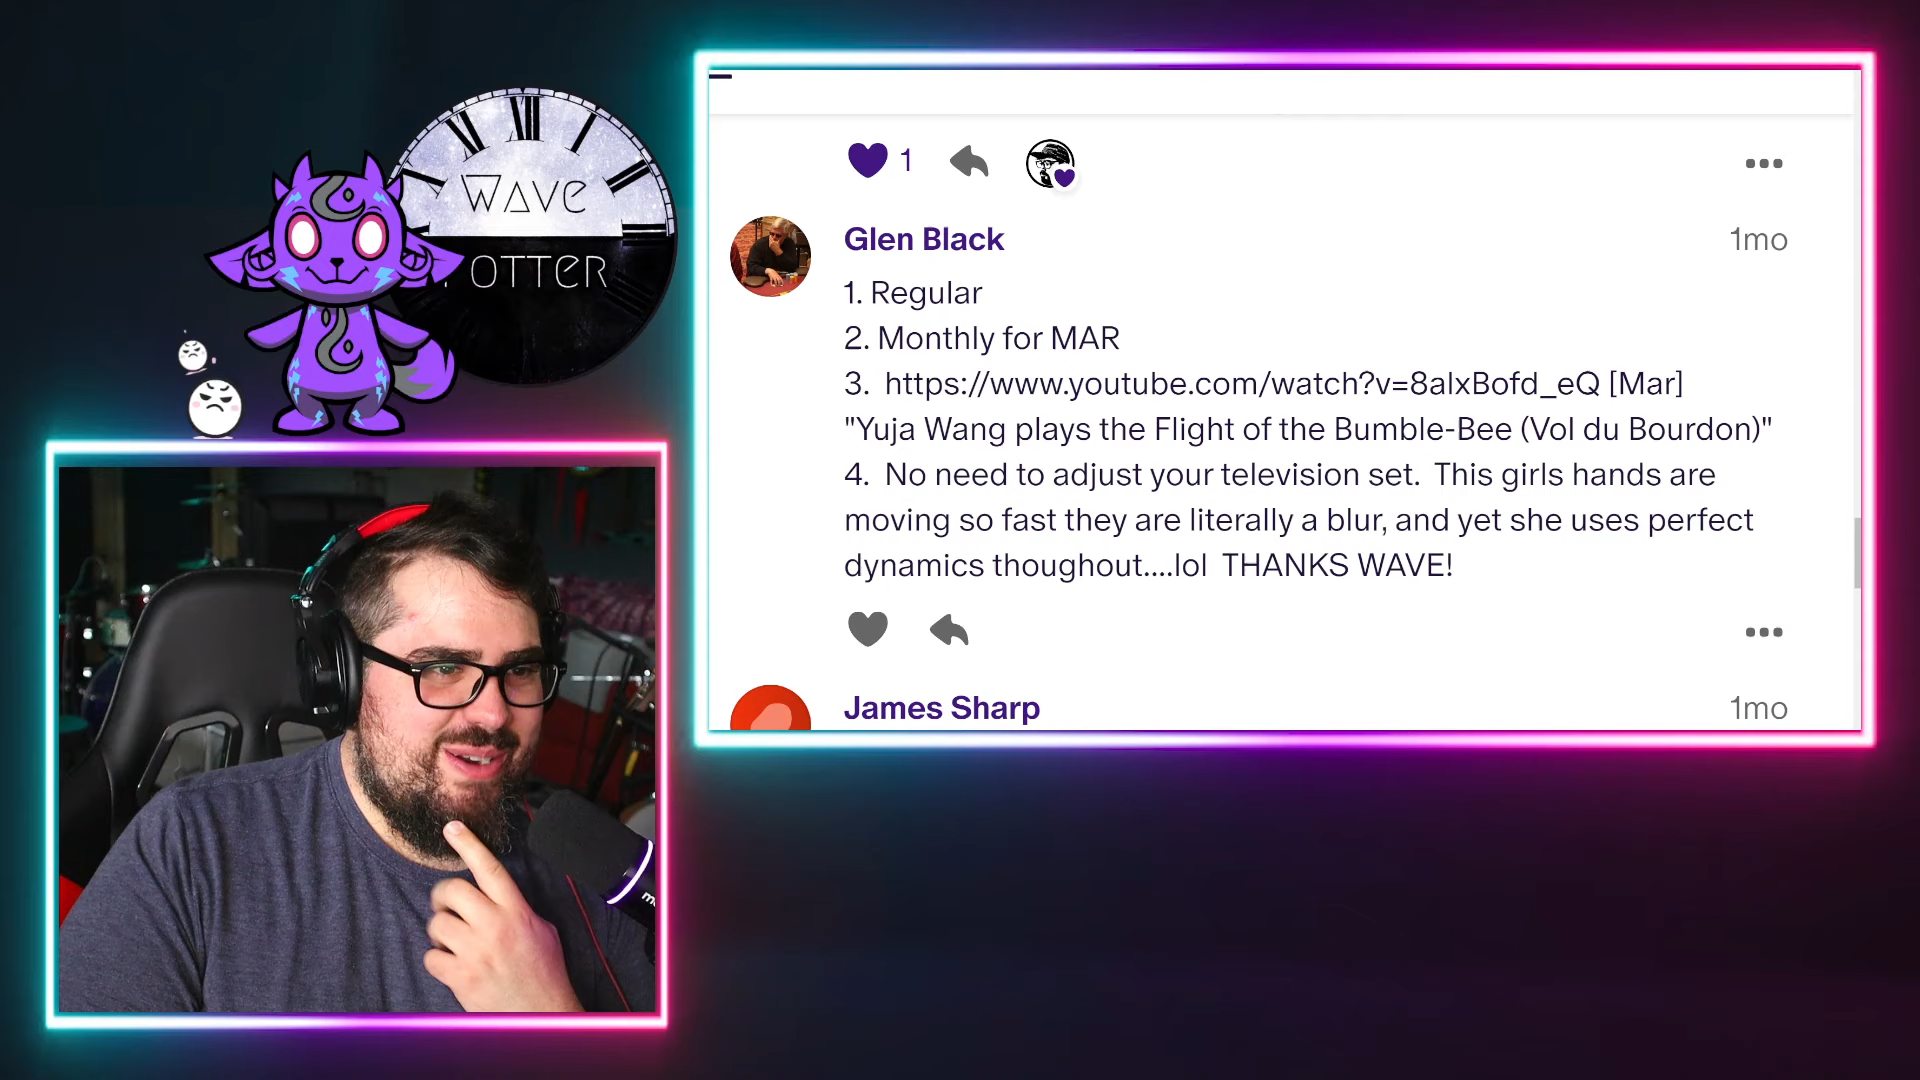 WAVE
POTTER
1
Glen Black
1mo
1. Regular
2. Monthly for MAR
3.  https://www.youtube.com/watch?v=8alxBofd_eQ [Mar]
"Yuja Wang plays the Flight of the Bumble-Bee (Vol du Bourdon)"
4.  No need to adjust your television set.  This girls hands are
moving so fast they are literally a blur, and yet she uses perfect
dynamics thoughout....lol  THANKS WAVE!
James Sharp
1mo